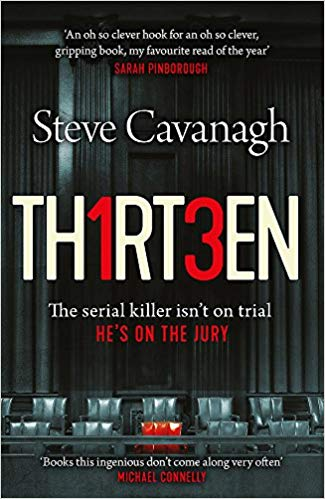 'An oh so clever hook for an oh so clever,
gripping book, my favourite read of the year'
SARAH PINBOROUGH
Steve Cavanagh
TH1RT3EN
The serial killer isn't on trial
HE'S ON THE JURY
'Books this ingenious don't come along very often'
MICHAEL CONNELLY